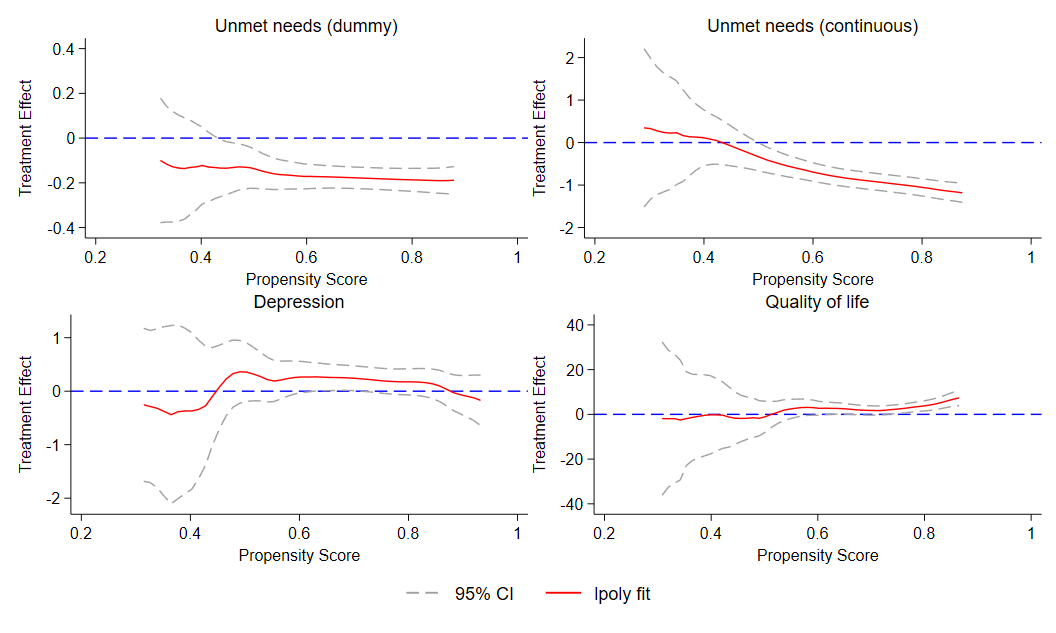 Unmet needs (dummy)
Treatment Effect
0.4
0.2
0
-0.2
-0.4
0.2 0.4 0.6 0.8 1
Propensity Score
Unmet needs (continuous)
Treatment Effect
2
1
0
-1
-2
0.2 0.4 0.6 0.8 1
Propensity Score
Depression
Treatment Effect
1
0
-1
-2
0.2 0.4 0.6 0.8 1
Propensity Score
Quality of life
Treatment Effect
40
20
0
-20
-40
0.2 0.4 0.6 0.8 1
Propensity Score
95% CI lpoly fit